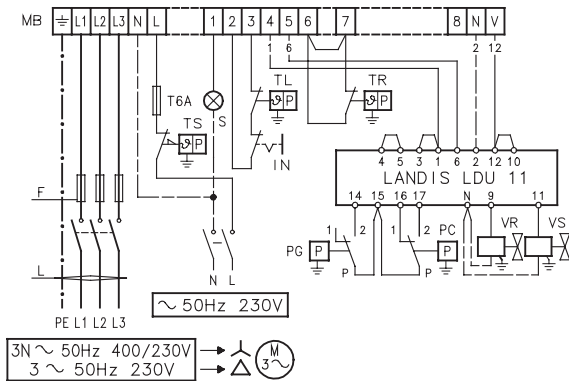 MB L1 L2 L3 N L 1 2 3 4 5 6 7 8 N V
1 6 2 12
T6A S TL ϑ P TR ϑ P
TS ϑ P
IN
4 5 3 1 6 2 12 10
LANDIS LDU 11
14 15 16 17 N 9 11
F
1 2 1 2 VR VS
PG P P P P PC
L
N L
~ 50Hz 230V
PE L1 L2 L3
3N ~ 50Hz 400/230V
3 ~ 50Hz 230V
M
3~